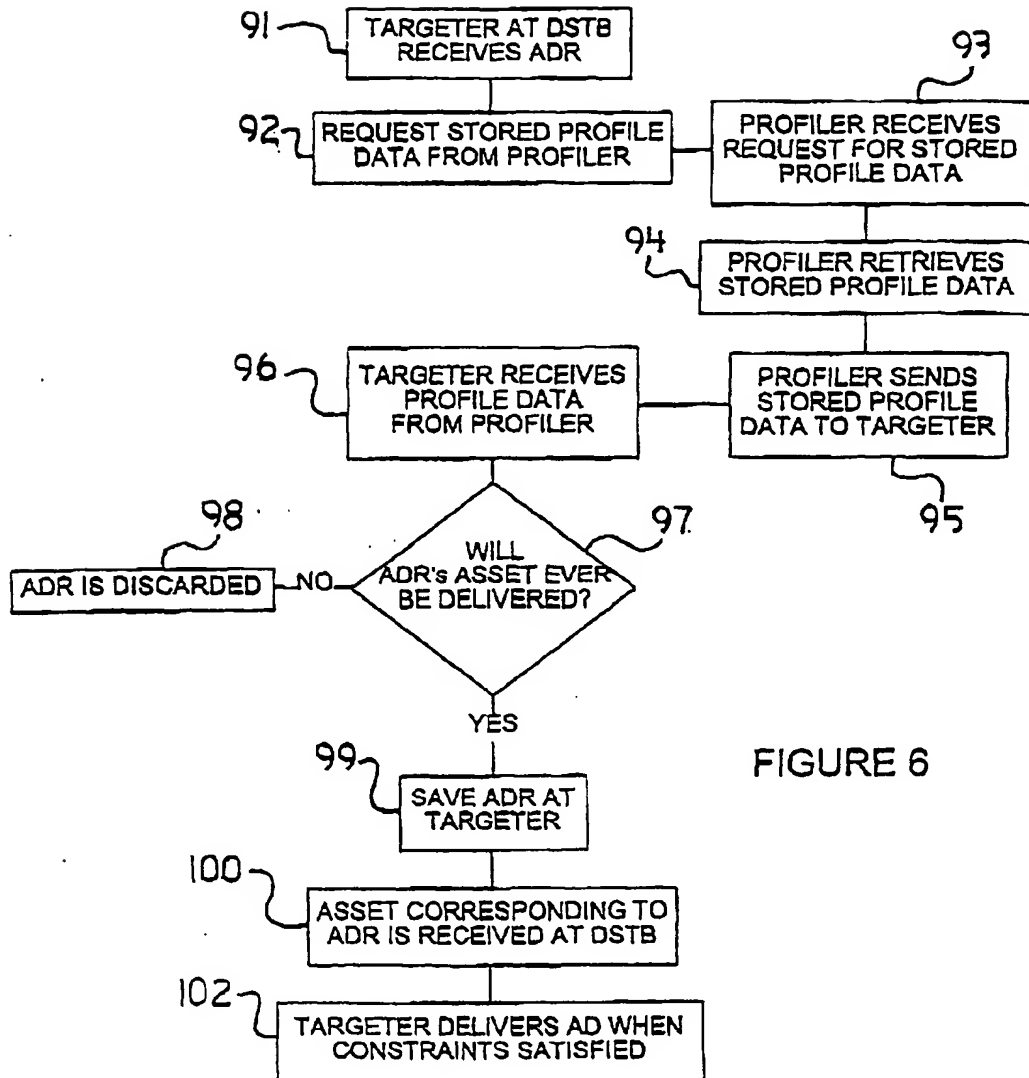 91
TARGETER AT DSTB
RECEIVES ADR
92
REQUEST STORED PROFILE
DATA FROM PROFILER
93
PROFILER RECEIVES
REQUEST FOR STORED
PROFILE DATA
94
PROFILER RETRIEVES
STORED PROFILE DATA
95
PROFILER SENDS
STORED PROFILE
DATA TO TARGETER
96
TARGETER RECEIVES
PROFILE DATA
FROM PROFILER
97
WILL
ADR's ASSET EVER
BE DELIVERED?
98
ADR IS DISCARDED
NO
YES
99
SAVE ADR AT
TARGETER
FIGURE 6
100
ASSET CORRESPONDING TO
ADR IS RECEIVED AT DSTB
102
TARGETER DELIVERS AD WHEN
CONSTRAINTS SATISFIED